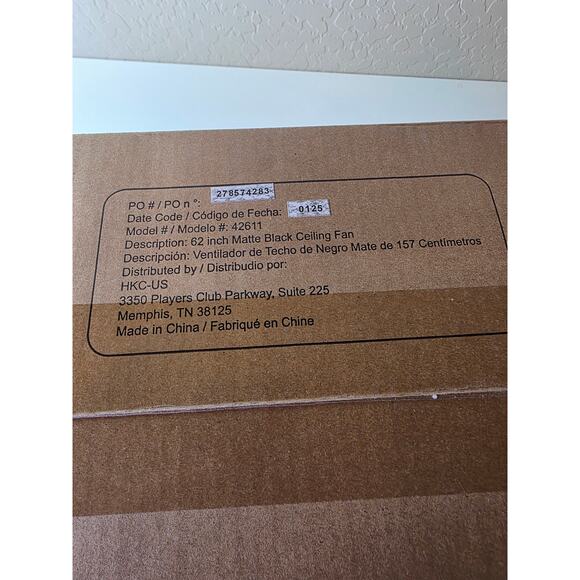 PO # / PO n °: 278574283
Date Code / Código de Fecha: 0125
Model # / Modelo #: 42611
Description: 62 inch Matte Black Ceiling Fan
Descripción: Ventilador de Techo de Negro Mate de 157 Centímetros
Distributed by / Distribudio por:
HKC-US
3350 Players Club Parkway, Suite 225
Memphis, TN 38125
Made in China / Fabriqué en Chine